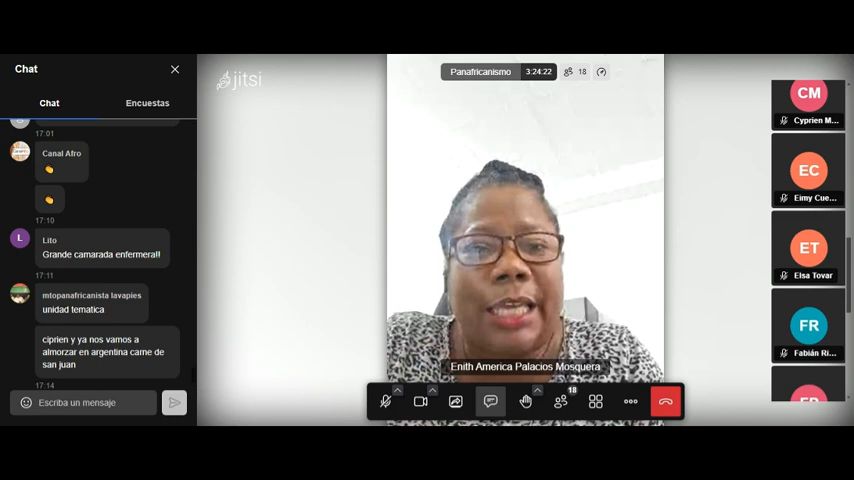 Chat
Chat
Encuestas
17:01
Canal Afro
17:10
L
Lito
Grande camarada enfermera!!
17:11
mtopanafricanista lavapies
unidad tematica
ciprien y ya nos vamos a
almorzar en argentina carne de
san juan
17:14
Escriba un mensaje
jitsi
Panafricanismo
3:24:22
18
Enith America Palacios Mosquera
18
CM
Cyprien M...
EC
Eimy Cue...
ET
Elsa Tovar
FR
Fabián Ri...